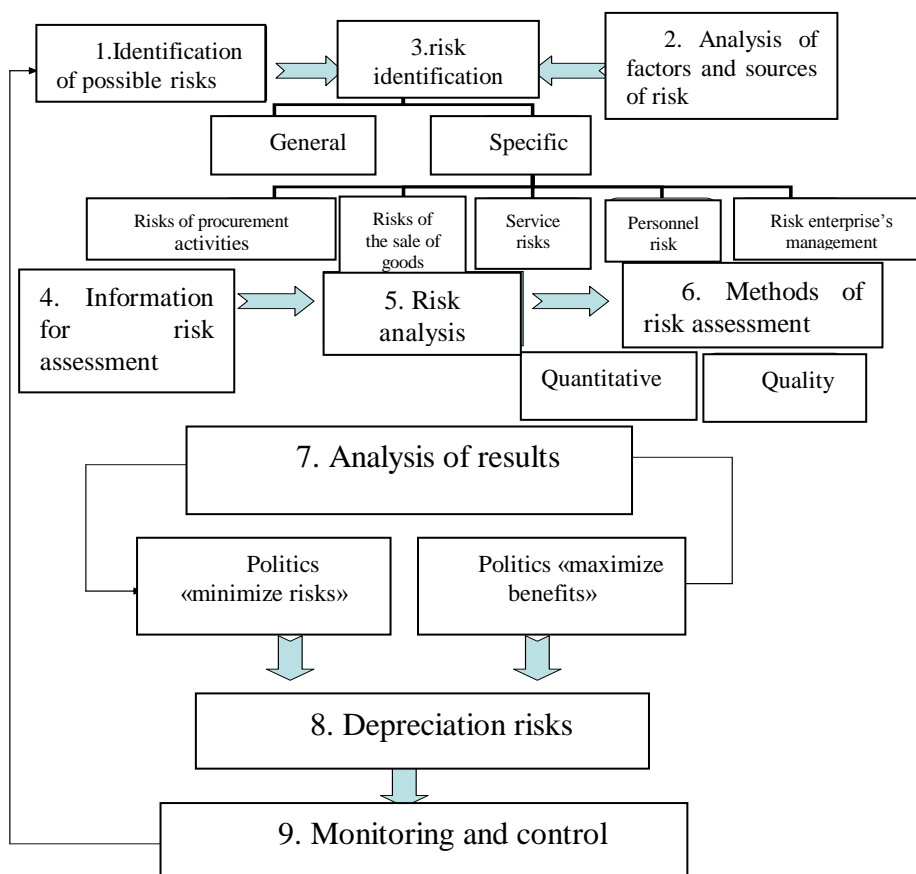 1.Identification
of possible risks
3.risk
identification
2. Analysis of
factors and sources
of risk
General
Specific
Risks of procurement
activities
Risks of
the sale of
goods
Service
risks
Personnel
risk
Risk enterprise's
management
4. Information
for risk
assessment
5. Risk
analysis
6. Methods of
risk assessment
Quantitative
Quality
7. Analysis of results
Politics
«minimize risks»
Politics «maximize
benefits»
8. Depreciation risks
9. Monitoring and control